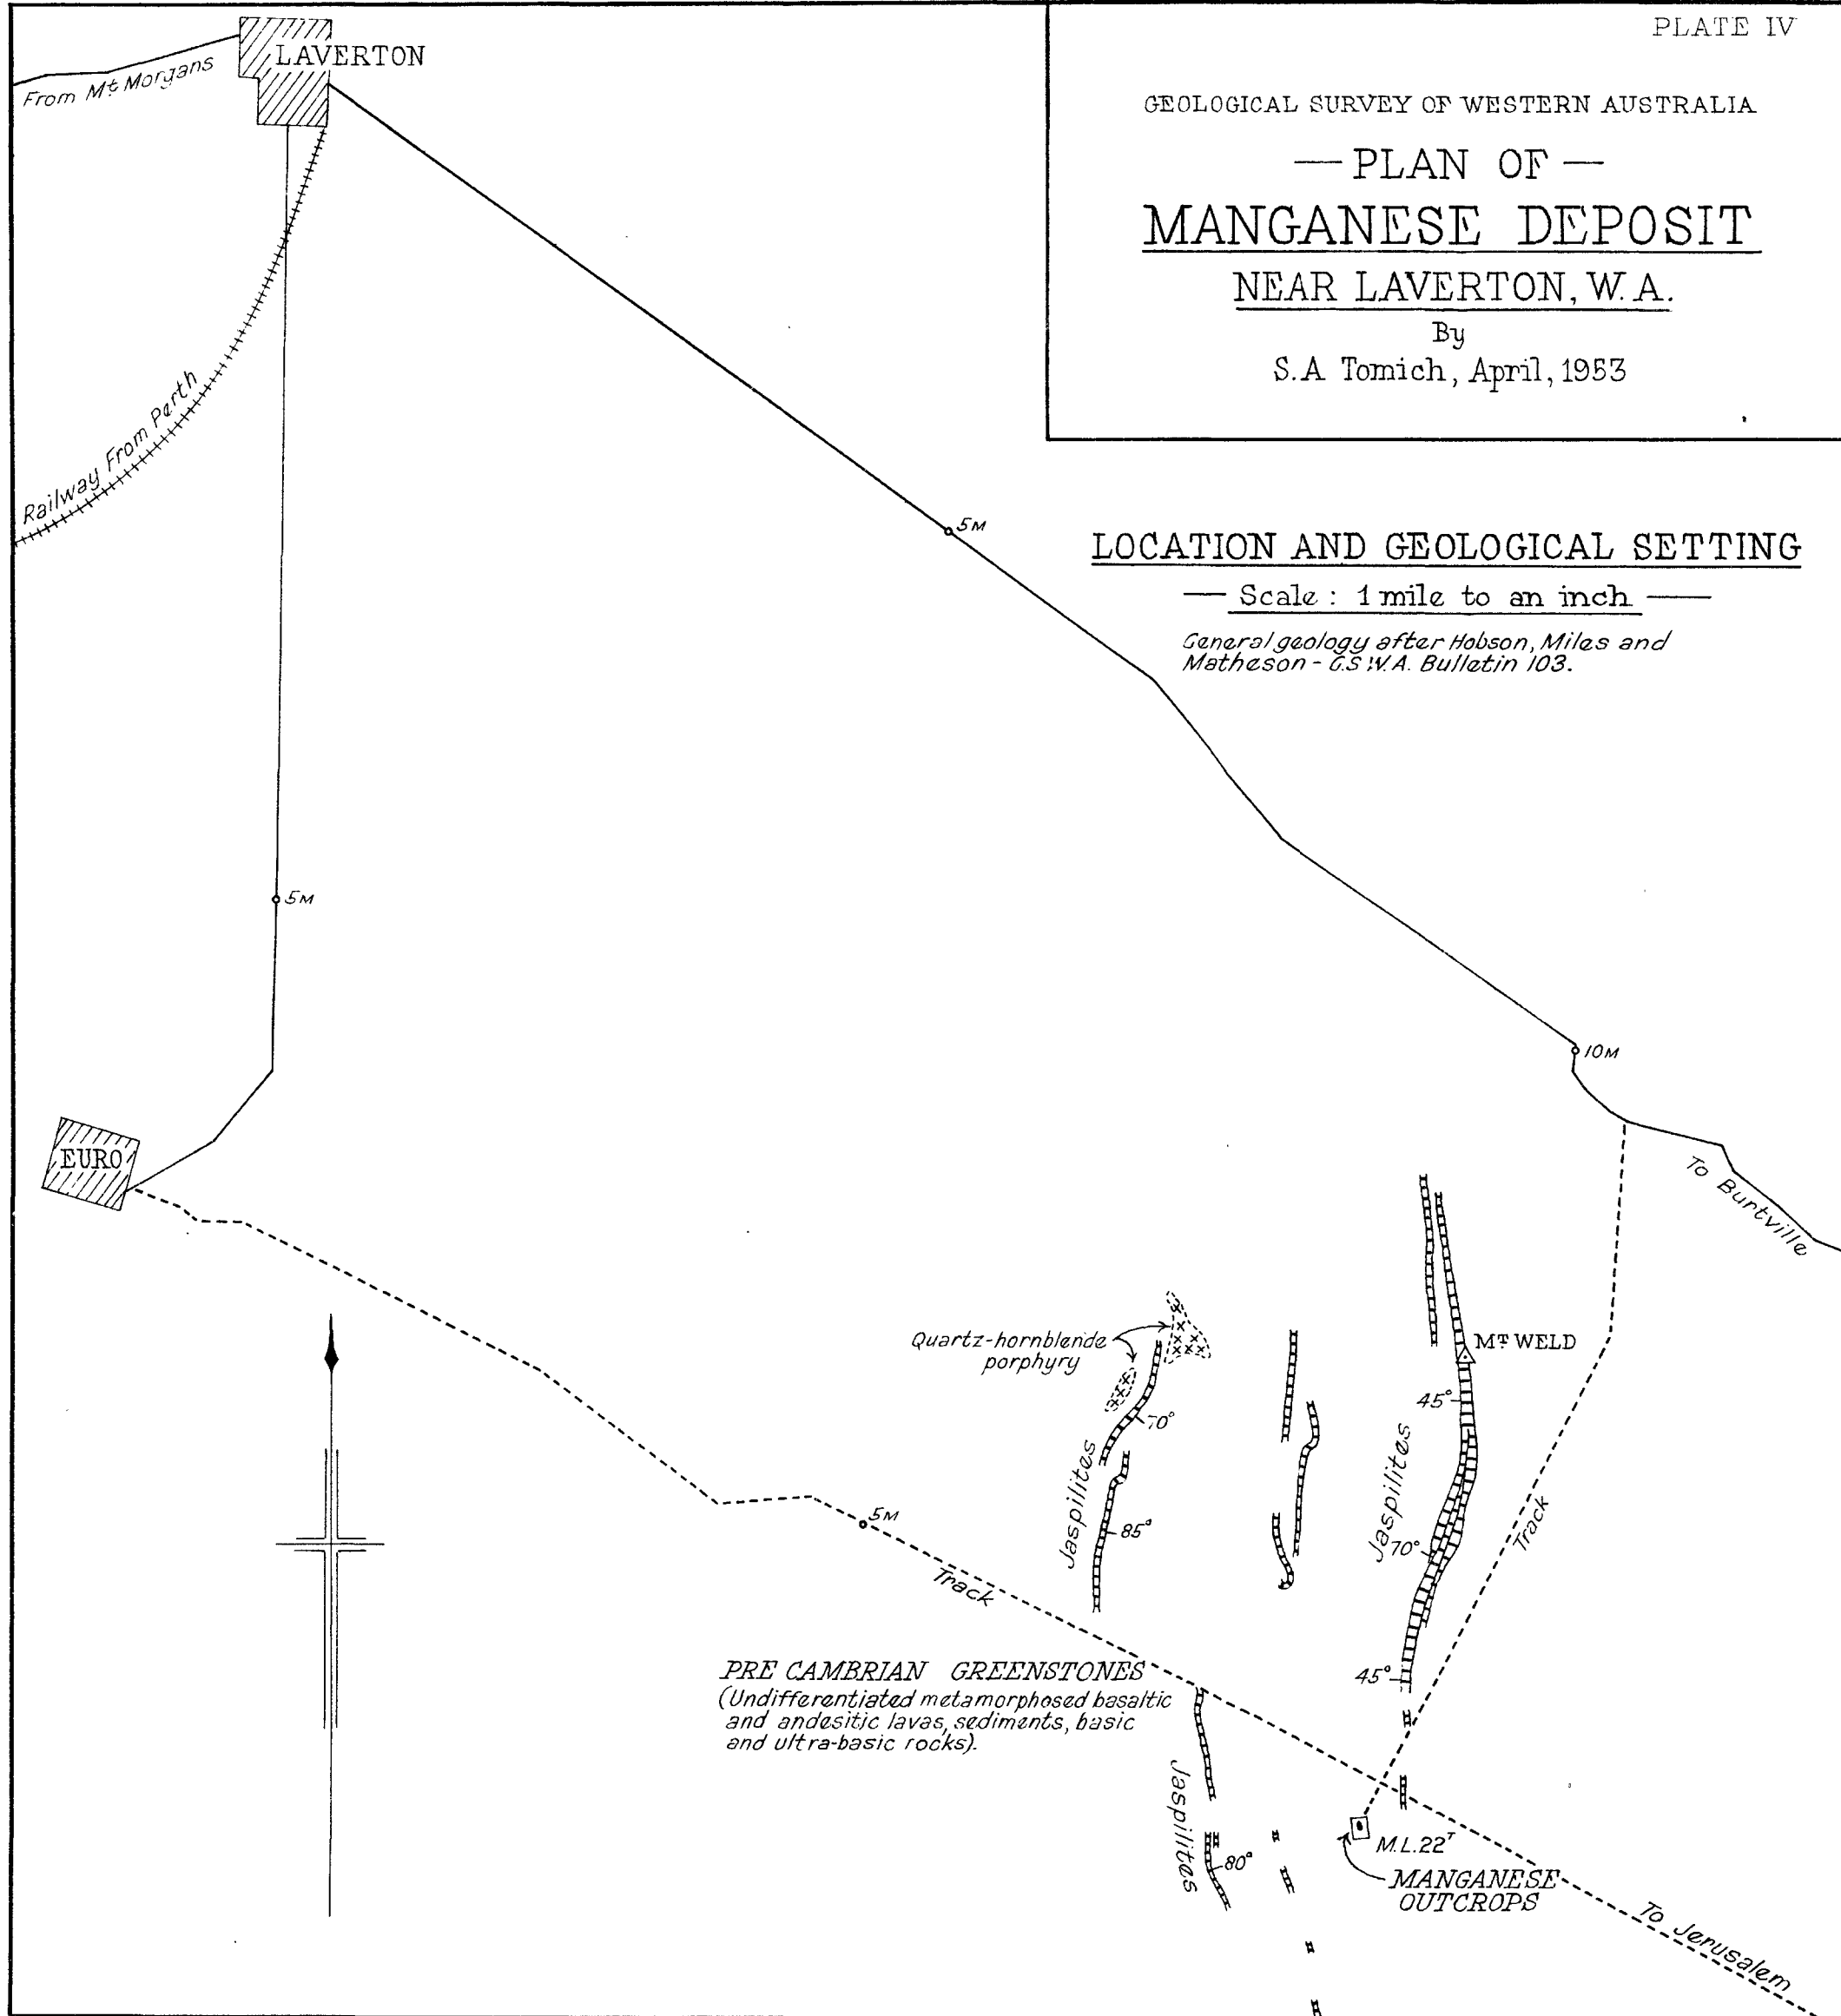 PLATE IV
GEOLOGICAL SURVEY OF WESTERN AUSTRALIA
— PLAN OF —
MANGANESE DEPOSIT
NEAR LAVERTON, W.A.
By
S.A Tomich, April, 1953
LOCATION AND GEOLOGICAL SETTING
— Scale : 1 mile to an inch —
General geology after Hobson, Miles and
Matheson - G.S.W.A. Bulletin 103.
LAVERTON
From Mt Morgans
Railway From Perth
5M
5M
10M
EURO
To Burtville
Quartz-hornblende
porphyry
MT WELD
45°
70°
Jaspilites
Jaspilites
85°
70°
Track
5M
Track
45°
PRE CAMBRIAN GREENSTONES
(Undifferentiated metamorphosed basaltic
and andesitic lavas, sediments, basic
and ultra-basic rocks).
Jaspilites
80°
M.L.22T
MANGANESE
OUTCROPS
To Jerusalem